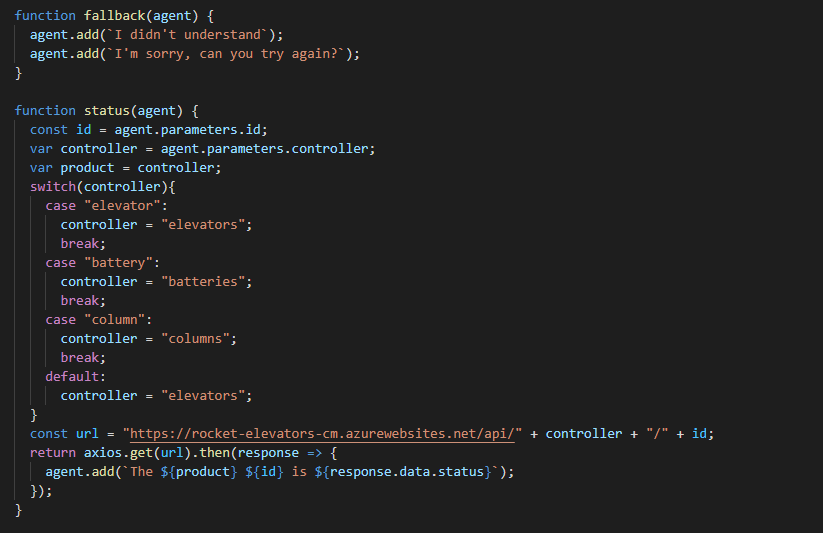 function fallback(agent) {
  agent.add(`I didn't understand`);
  agent.add(`I'm sorry, can you try again?`);
}

function status(agent) {
  const id = agent.parameters.id;
  var controller = agent.parameters.controller;
  var product = controller;
  switch(controller){
    case "elevator":
      controller = "elevators";
      break;
    case "battery":
      controller = "batteries";
      break;
    case "column":
      controller = "columns";
      break;
    default:
      controller = "elevators";
  }
  const url = "https://rocket-elevators-cm.azurewebsites.net/api/" + controller + "/" + id;
  return axios.get(url).then(response => {
    agent.add(`The ${product} ${id} is ${response.data.status}`);
  });
}